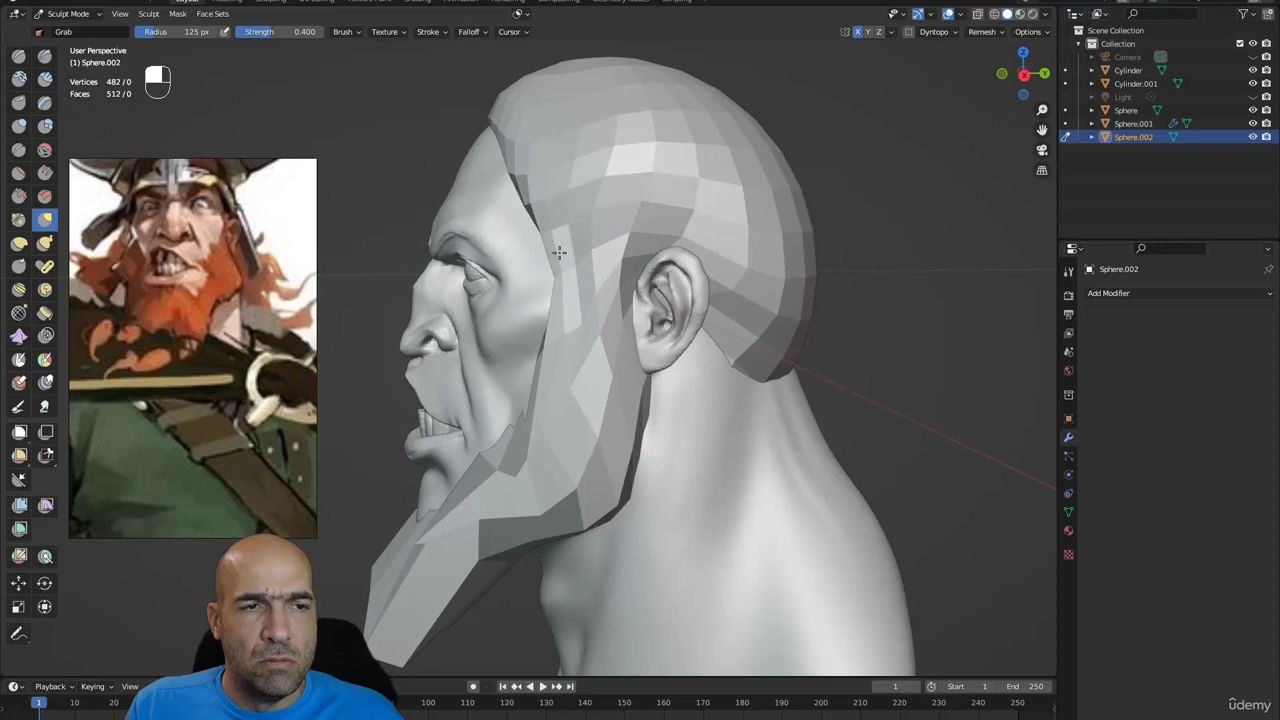 Layout
Sculpting
Sculpt Mode View Sculpt Mask Face Sets
Grab Radius 125 px Strength 0.400 Brush Texture Stroke Falloff Cursor X Y Z Dyntopo Remesh Options
User Perspective
(1) Sphere.002
Vertices 482 / 0
Faces 512 / 0
Z
Y
Scene Collection
Collection
Camera
Cylinder
Cylinder.001
Light
Sphere
Sphere.001
Sphere.002
Sphere.002
Add Modifier
Playback Keying View 1 Start 1 End 250
1 10 20 100 110 120 130 140 150 160 170 180 190 200 210 220 230 240 250
udemy